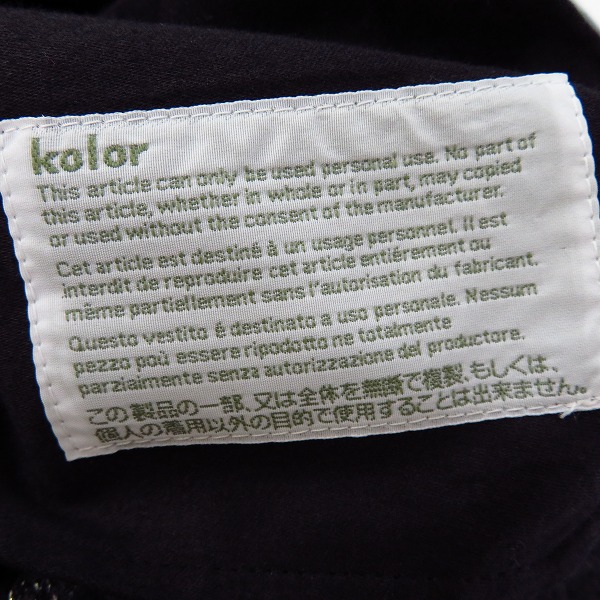 kolor
This article can only be used personal use. No part of
this article, whether in whole or in part, may copied
or used without the consent of the manufacturer.
Cet article est destiné à un usage personnel. Il est
interdit de reproduire cet article entiérement ou
même partiellement sans l'autorisation du fabricant.
Questo vestito é destinato a uso personale. Nessum
pezzo poú essere ripodotto ne totalmente
parziaimente senza autorizzazione del productore.
この製品の一部、又は全体を無断で複製、もしくは、
個人の着用以外の目的で使用することは出来ません。